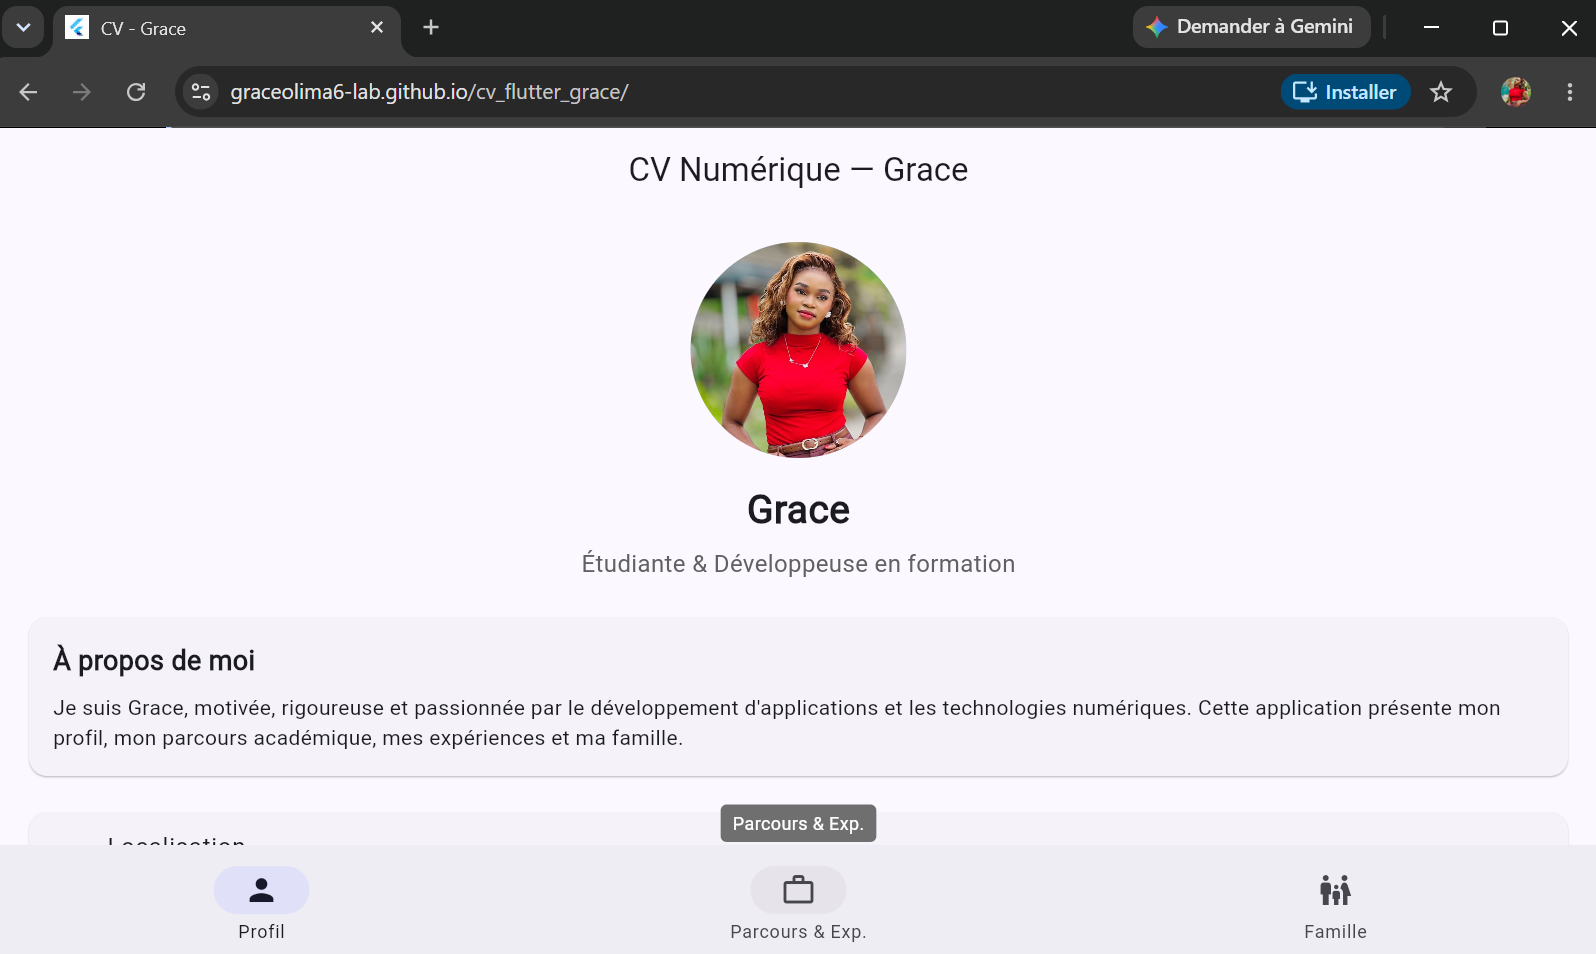 CV - Grace
Demander à Gemini
graceolima6-lab.github.io/cv_flutter_grace/
Installer
CV Numérique — Grace
Grace
Étudiante & Développeuse en formation
À propos de moi
Je suis Grace, motivée, rigoureuse et passionnée par le développement d'applications et les technologies numériques. Cette application présente mon
profil, mon parcours académique, mes expériences et ma famille.
Parcours & Exp.
Localisation
Profil
Parcours & Exp.
Famille